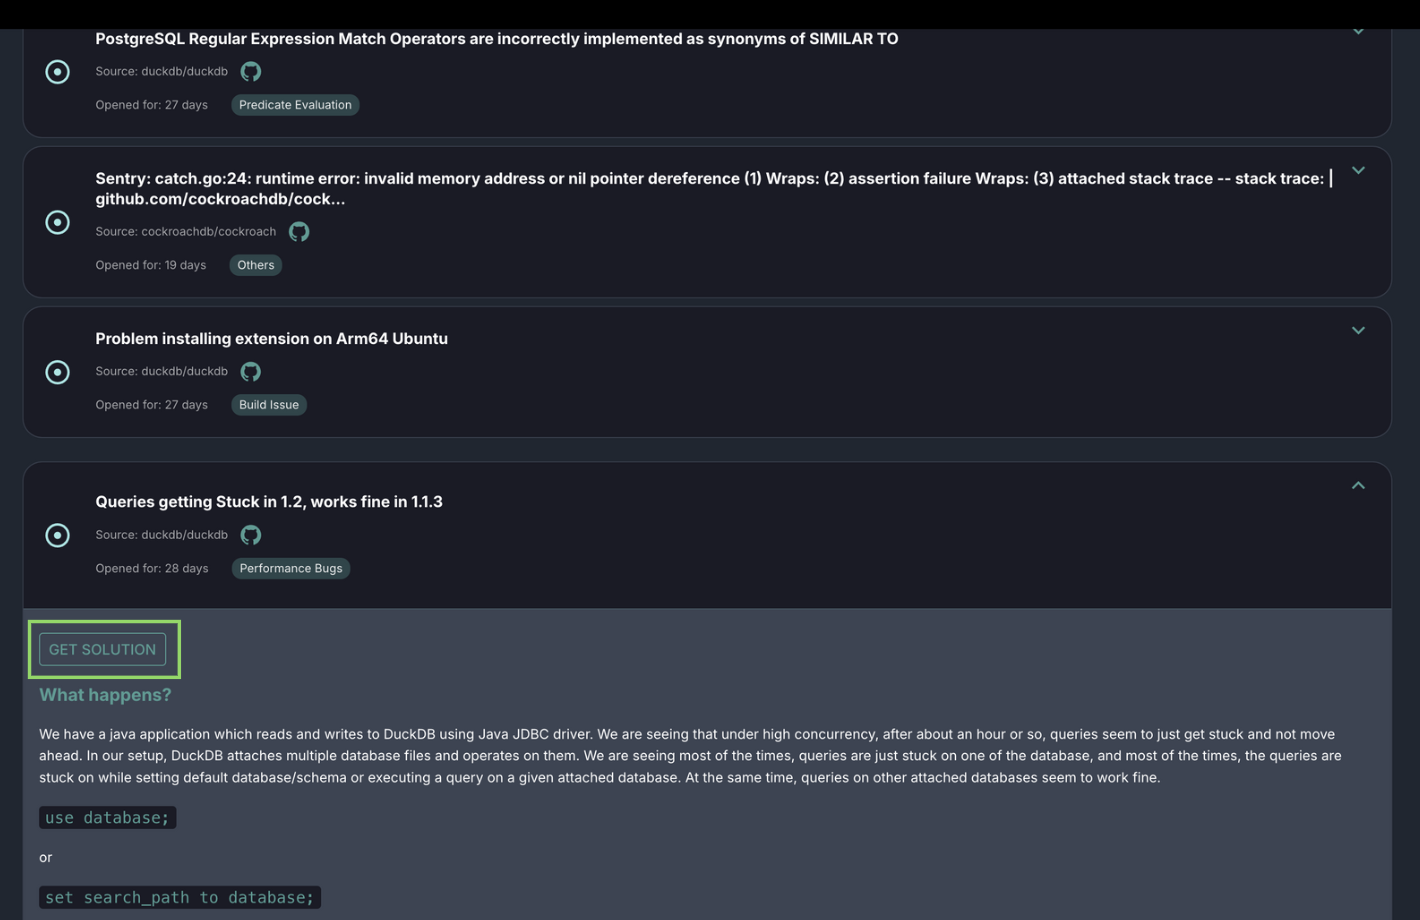 PostgreSQL Regular Expression Match Operators are incorrectly implemented as synonyms of SIMILAR TO
Source: duckdb/duckdb
Opened for: 27 days Predicate Evaluation
Sentry: catch.go:24: runtime error: invalid memory address or nil pointer dereference (1) Wraps: (2) assertion failure Wraps: (3) attached stack trace -- stack trace: |
github.com/cockroachdb/cock...
Source: cockroachdb/cockroach
Opened for: 19 days Others
Problem installing extension on Arm64 Ubuntu
Source: duckdb/duckdb
Opened for: 27 days Build Issue
Queries getting Stuck in 1.2, works fine in 1.1.3
Source: duckdb/duckdb
Opened for: 28 days Performance Bugs
GET SOLUTION
What happens?
We have a java application which reads and writes to DuckDB using Java JDBC driver. We are seeing that under high concurrency, after about an hour or so, queries seem to just get stuck and not move
ahead. In our setup, DuckDB attaches multiple database files and operates on them. We are seeing most of the times, queries are just stuck on one of the database, and most of the times, the queries are
stuck on while setting default database/schema or executing a query on a given attached database. At the same time, queries on other attached databases seem to work fine.
use database;
or
set search_path to database;